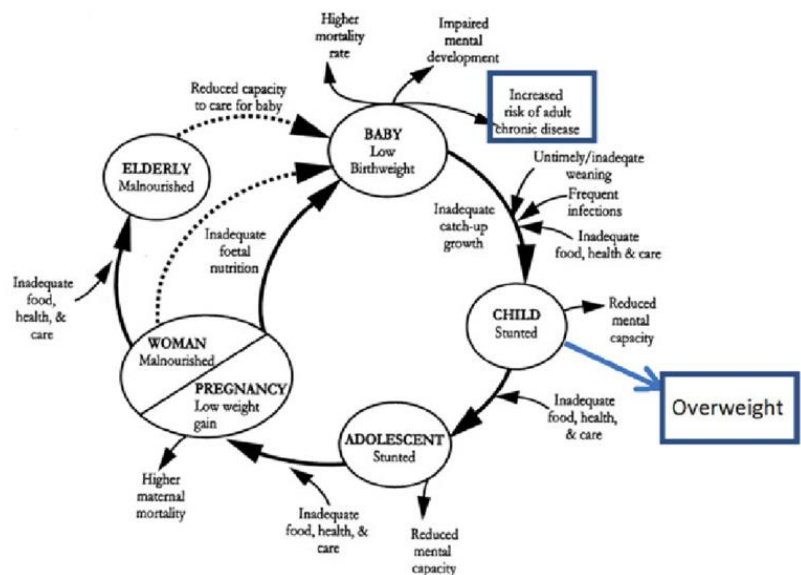 Higher
mortality
rate
Impaired
mental
development
Reduced capacity
to care for baby
Increased
risk of adult
chronic disease
BABY
Low
Birthweight
ELDERLY
Malnourished
Untimely/inadeqate
weaning
Frequent
infections
Inadequate
catch-up
growth
Inadequate
food, health & care
Inadequate
foetal
nutrition
Inadequate
food,
health, &
care
CHILD
Stunted
Reduced
mental
capacity
WOMAN
Malnourished
PREGNANCY
Low weight
gain
Inadequate
food, health,
& care
Overweight
ADOLESCENT
Stunted
Higher
maternal
mortality
Inadequate
food, health, &
care
Reduced
mental
capacity